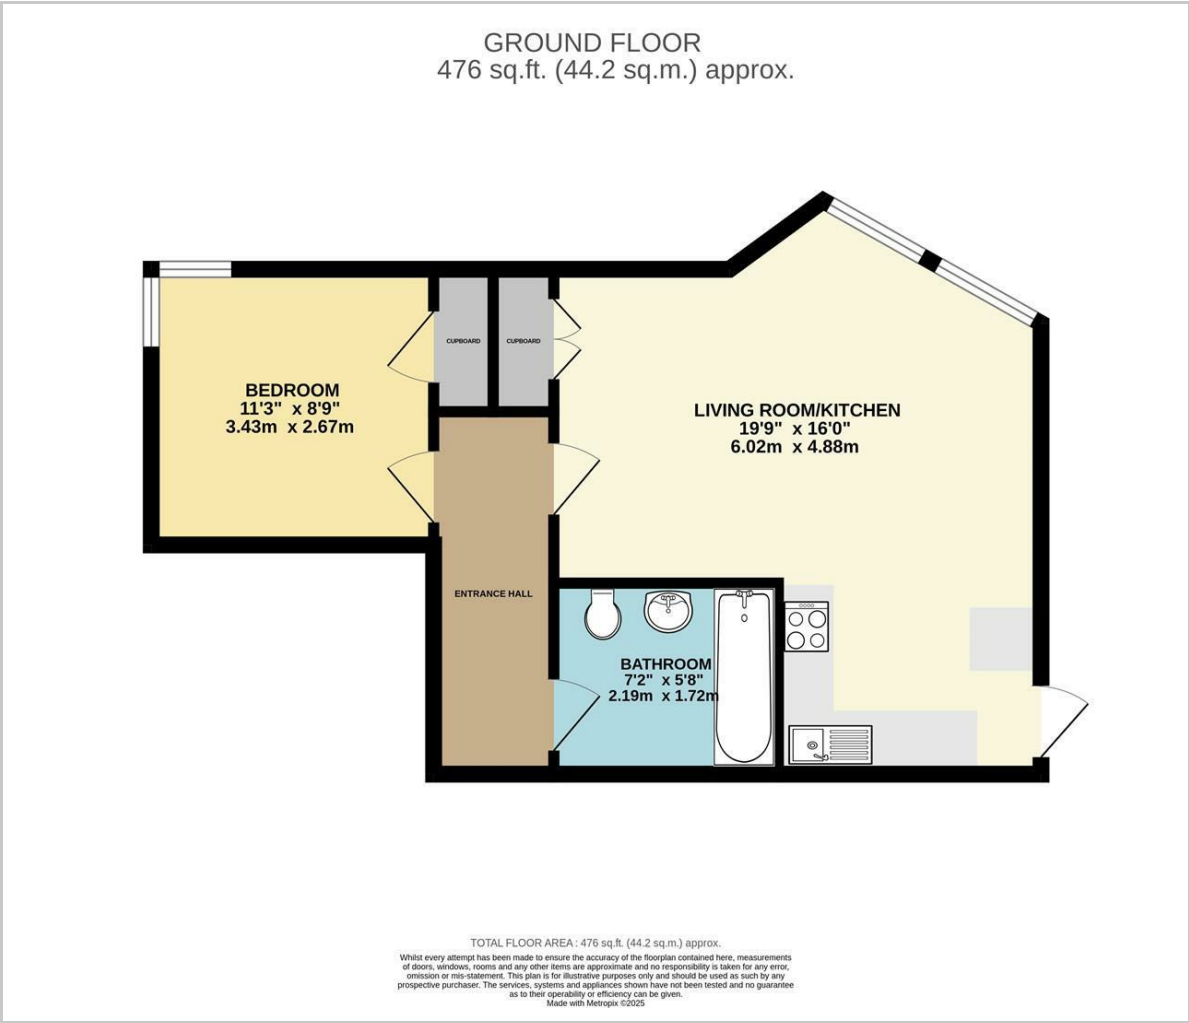 GROUND FLOOR
476 sq.ft. (44.2 sq.m.) approx.
CUPBOARD
CUPBOARD
BEDROOM
11'3" x 8'9"
3.43m x 2.67m
LIVING ROOM/KITCHEN
19'9" x 16'0"
6.02m x 4.88m
ENTRANCE HALL
BATHROOM
7'2" x 5'8"
2.19m x 1.72m
TOTAL FLOOR AREA : 476 sq.ft. (44.2 sq.m.) approx.
Whilst every attempt has been made to ensure the accuracy of the floorplan contained here, measurements
of doors, windows, rooms and any other items are approximate and no responsibility is taken for any error,
omission or mis-statement. This plan is for illustrative purposes only and should be used as such by any
prospective purchaser. The services, systems and appliances shown have not been tested and no guarantee
as to their operability or efficiency can be given.
Made with Metropix ©2025